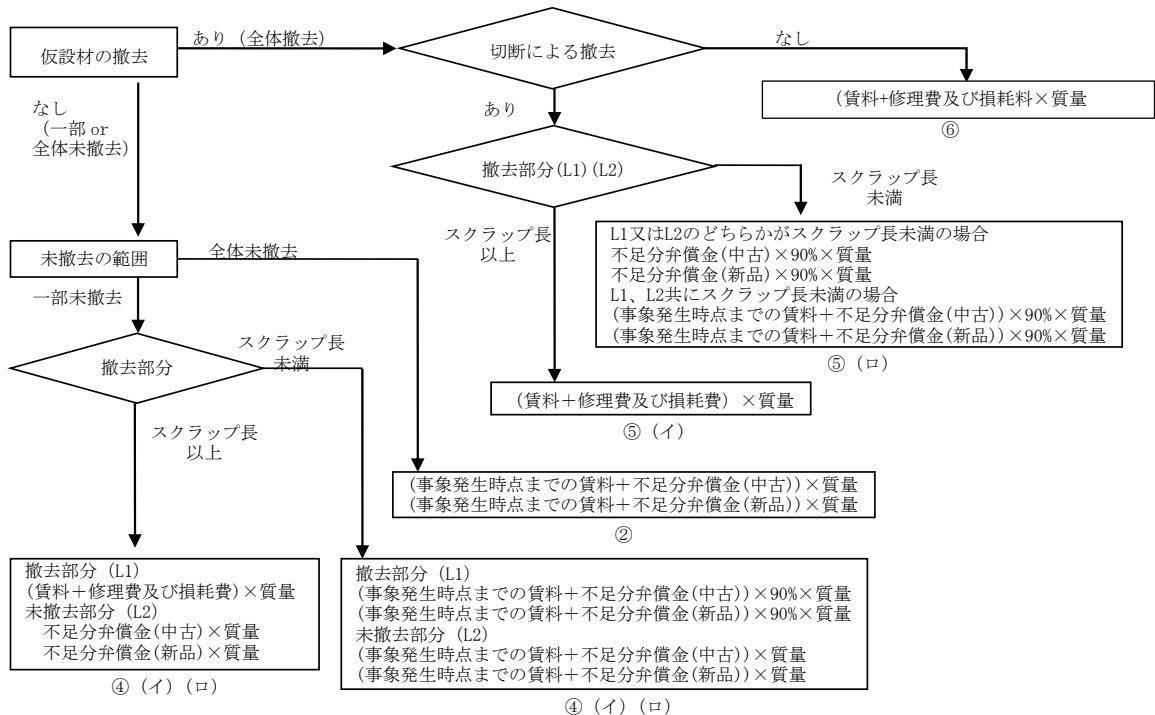 仮設材の撤去
あり (全体撤去)
切断による撤去
なし
(賃料+修理費及び損耗料×質量
⑥
なし
(一部 or
全体未撤去)
あり
撤去部分(L1)(L2)
スクラップ長
未満
スクラップ長
以上
L1又はL2のどちらかがスクラップ長未満の場合
不足分弁償金(中古)×90%×質量
不足分弁償金(新品)×90%×質量
L1、L2共にスクラップ長未満の場合
(事象発生時点までの賃料+不足分弁償金(中古))×90%×質量
(事象発生時点までの賃料+不足分弁償金(新品))×90%×質量
⑤ (ロ)
未撤去の範囲
全体未撤去
一部未撤去
撤去部分
スクラップ長
未満
(賃料+修理費及び損耗費) ×質量
⑤ (イ)
スクラップ長
以上
(事象発生時点までの賃料+不足分弁償金(中古))×質量
(事象発生時点までの賃料+不足分弁償金(新品))×質量
②
撤去部分 (L1)
(賃料+修理費及び損耗費)×質量
未撤去部分 (L2)
不足分弁償金(中古)×質量
不足分弁償金(新品)×質量
④ (イ) (ロ)
撤去部分 (L1)
(事象発生時点までの賃料+不足分弁償金(中古))×90%×質量
(事象発生時点までの賃料+不足分弁償金(新品))×90%×質量
未撤去部分 (L2)
(事象発生時点までの賃料+不足分弁償金(中古))×質量
(事象発生時点までの賃料+不足分弁償金(新品))×質量
④ (イ) (ロ)